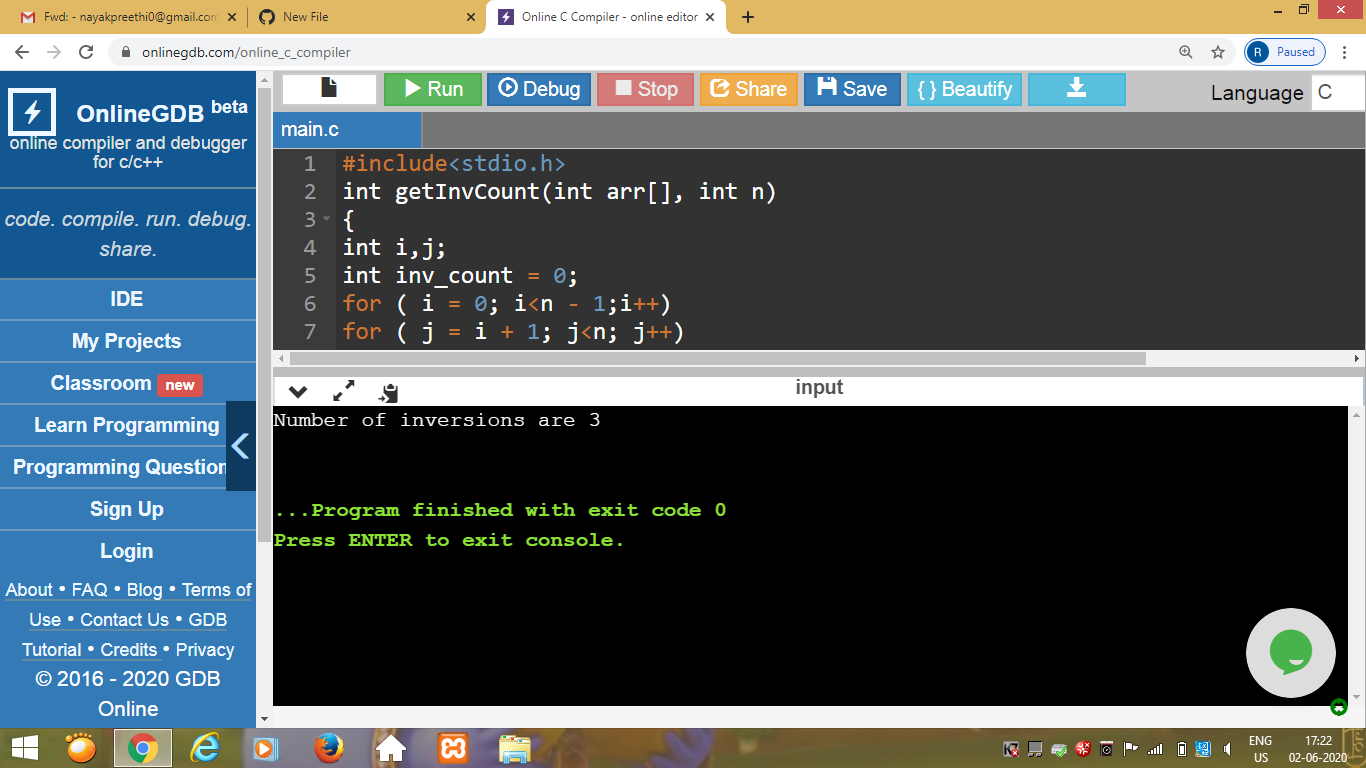 Fwd: - nayakpreethi0@gmail.com
New File
Online C Compiler - online editor
onlinegdb.com/online_c_compiler
R Paused
OnlineGDB beta
online compiler and debugger
for c/c++
code. compile. run. debug.
share.
IDE
My Projects
Classroom new
Learn Programming
Programming Question
Sign Up
Login
About • FAQ • Blog • Terms of
Use • Contact Us • GDB
Tutorial • Credits • Privacy
© 2016 - 2020 GDB
Online
Run Debug Stop Share Save { } Beautify
Language C
main.c
1 #include<stdio.h>
2 int getInvCount(int arr[], int n)
3 {
4 int i,j;
5 int inv_count = 0;
6 for ( i = 0; i<n - 1;i++)
7 for ( j = i + 1; j<n; j++)
input
Number of inversions are 3
...Program finished with exit code 0
Press ENTER to exit console.
ENG
US
17:22
02-06-2020